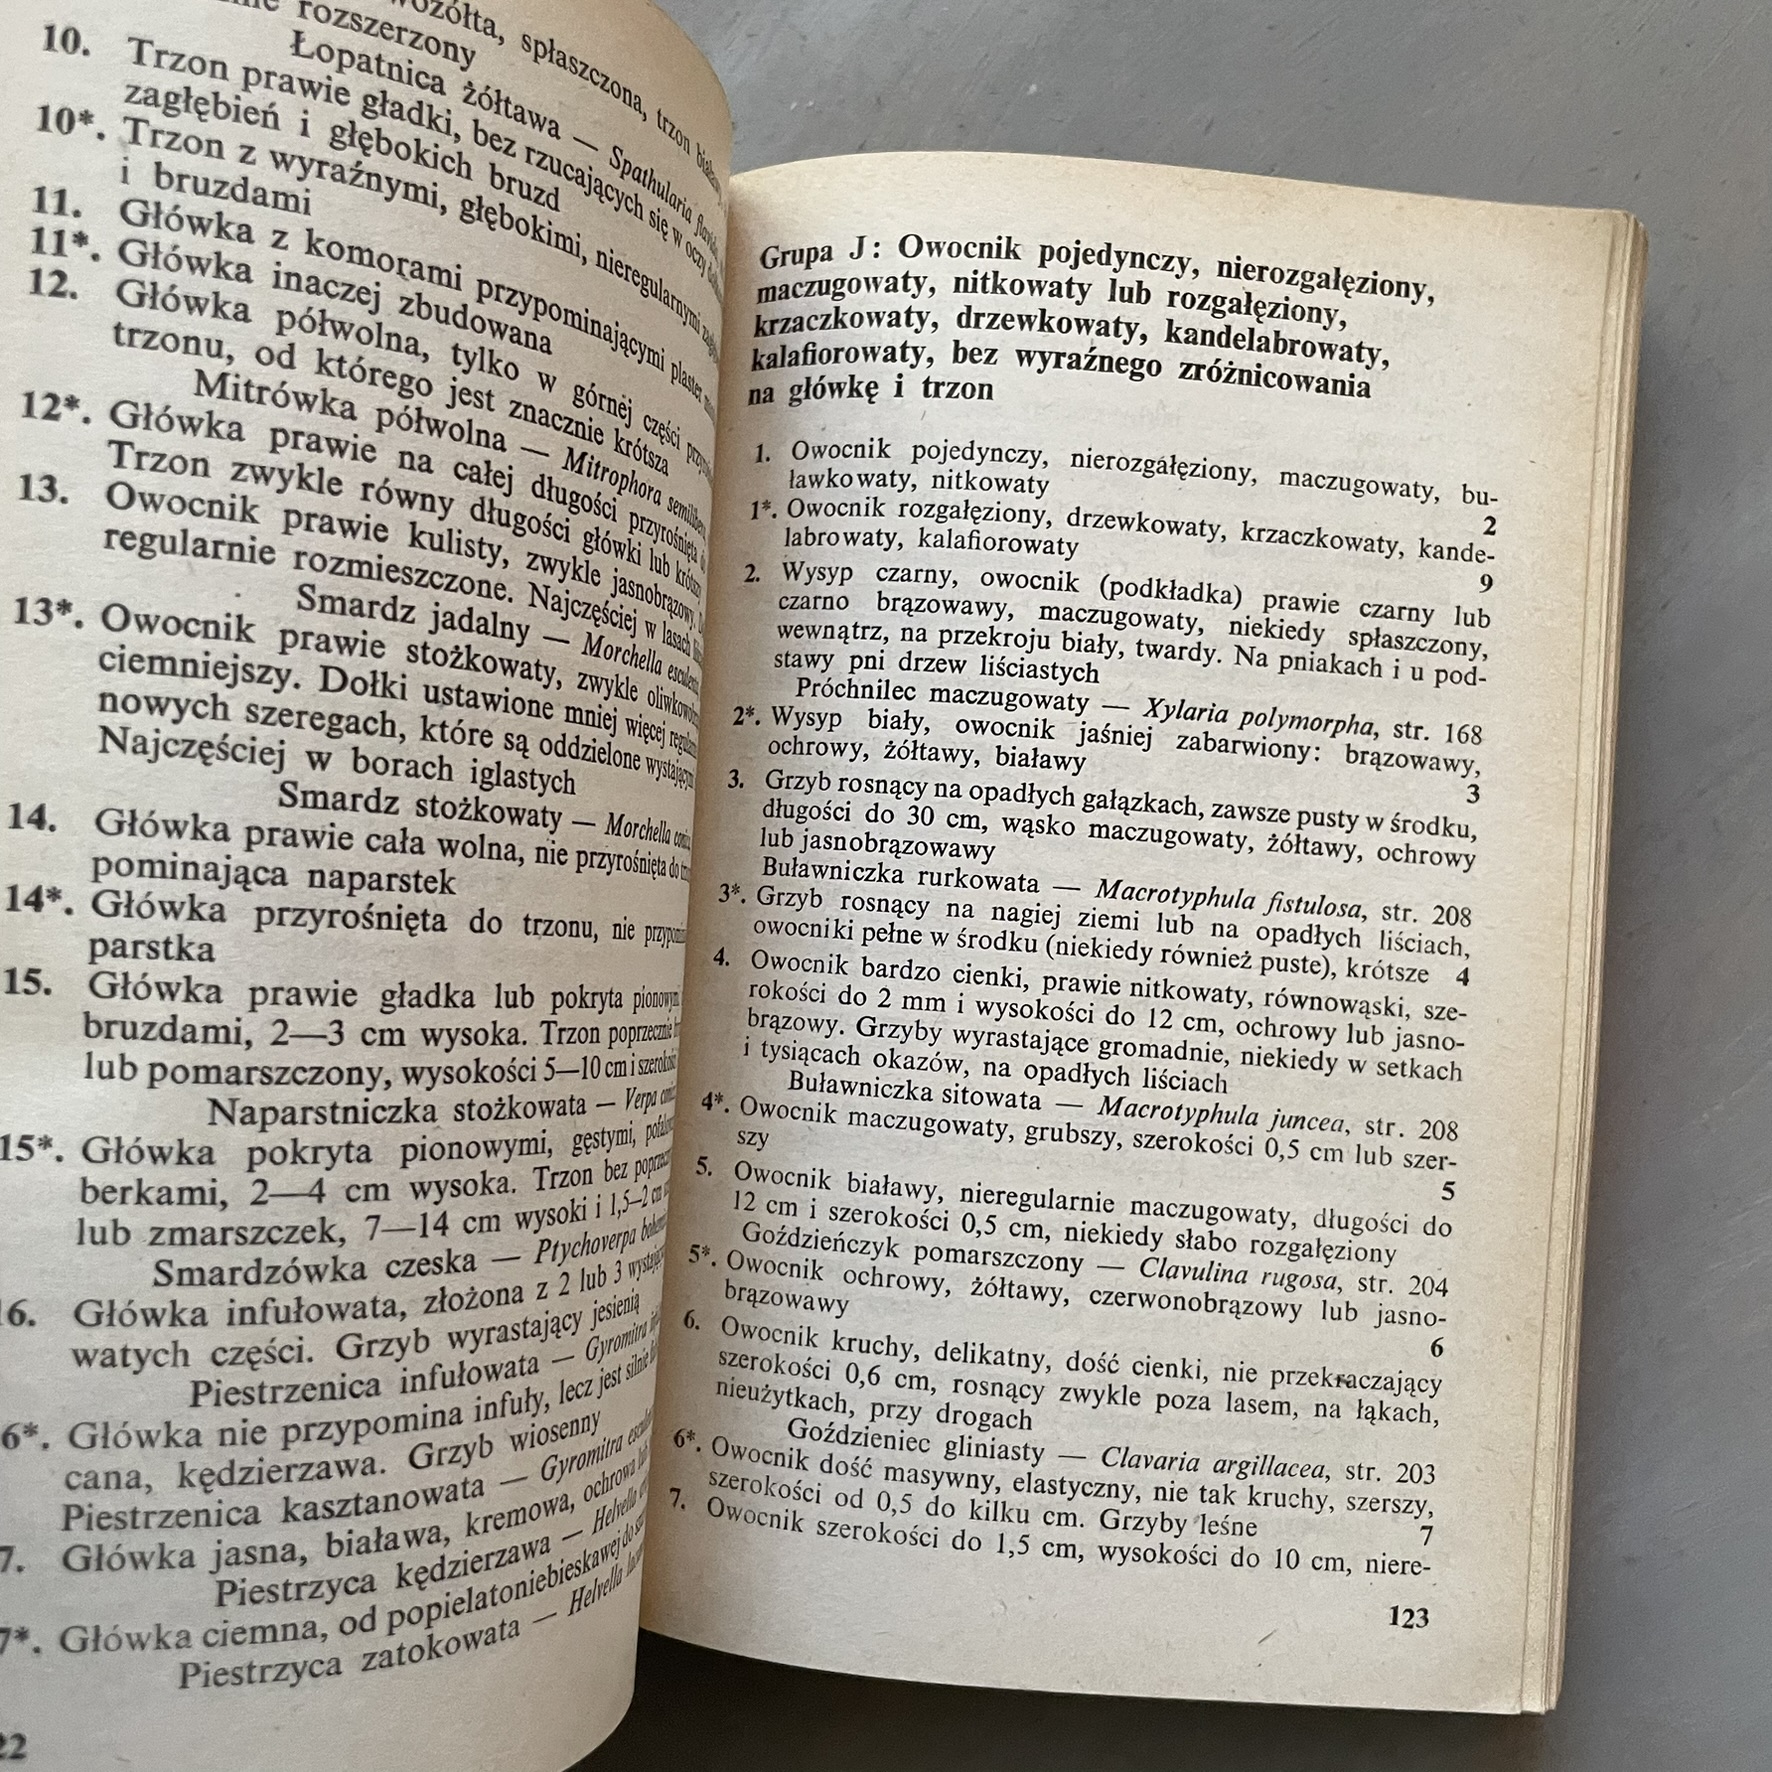 wożółta, spłaszczona, trzon
rozszerzony
Łopatnica żółtawa — Spathularia
10. Trzon prawie gładki, bez rzucających się w oczy
zagłębień i głębokich bruzd
10*. Trzon z wyraźnymi, głębokimi, nieregularnymi
i bruzdami
11. Główka z komorami przypominającymi plaster
11*. Główka inaczej zbudowana
12. Główka półwolna, tylko w górnej części
trzonu, od którego jest znacznie krótsza
Mitrówka półwolna — Mitrophora
12*. Główka prawie na całej długości przyrośnięta
Trzon zwykle równy długości główki lub
13. Owocnik prawie kulisty, zwykle jasnobrązowy.
regularnie rozmieszczone. Najczęściej w lasach
Smardz jadalny — Morchella
13*. Owocnik prawie stożkowaty, zwykle
ciemniejszy. Dołki ustawione mniej więcej
nowych szeregach, które są oddzielone
Najczęściej w borach iglastych
Smardz stożkowaty — Morchella
14. Główka prawie cała wolna, nie przyrośnięta do
pominająca naparstek
14*. Główka przyrośnięta do trzonu, nie
parstka
15. Główka prawie gładka lub pokryta
bruzdami, 2—3 cm wysoka. Trzon poprzecznie
lub pomarszczony, wysokości 5—10 cm i
Naparstniczka stożkowata — Verpa
15*. Główka pokryta pionowymi, gęstymi,
berkami, 2—4 cm wysoka. Trzon bez
lub zmarszczek, 7—14 cm wysoki i 1,5—2 cm
Smardzówka czeska — Ptychoverpa
16. Główka infułowata, złożona z 2 lub 3
watych części. Grzyb wyrastający jesienią
Piestrzenica infułowata — Gyromitra
6*. Główka nie przypomina infuły, lecz jest silnie
cana, kędzierzawa. Grzyb wiosenny
Piestrzenica kasztanowata — Gyromitra
7. Główka jasna, biaława, kremowa, ochrowa
Piestrzyca kędzierzawa — Helvella
7*. Główka ciemna, od popielatoniebieskawej do
Piestrzyca zatokowata — Helvella
22
Grupa J: Owocnik pojedynczy, nierozgałęziony,
maczugowaty, nitkowaty lub rozgałęziony,
krzaczkowaty, drzewkowaty, kandelabrowaty,
kalafiorowaty, bez wyraźnego zróżnicowania
na główkę i trzon
1. Owocnik pojedynczy, nierozgałęziony, maczugowaty, bu-
ławkowaty, nitkowaty 2
1*. Owocnik rozgałęziony, drzewkowaty, krzaczkowaty, kande-
labrowaty, kalafiorowaty 9
2. Wysyp czarny, owocnik (podkładka) prawie czarny lub
czarno brązowawy, maczugowaty, niekiedy spłaszczony,
wewnątrz, na przekroju biały, twardy. Na pniakach i u pod-
stawy pni drzew liściastych
Próchnilec maczugowaty — Xylaria polymorpha, str. 168
2*. Wysyp biały, owocnik jaśniej zabarwiony: brązowawy,
ochrowy, żółtawy, białawy 3
3. Grzyb rosnący na opadłych gałązkach, zawsze pusty w środku,
długości do 30 cm, wąsko maczugowaty, żółtawy, ochrowy
lub jasnobrązowawy
Buławniczka rurkowata — Macrotyphula fistulosa, str. 208
3*. Grzyb rosnący na nagiej ziemi lub na opadłych liściach,
owocniki pełne w środku (niekiedy również puste), krótsze 4
4. Owocnik bardzo cienki, prawie nitkowaty, równowąski, sze-
rokości do 2 mm i wysokości do 12 cm, ochrowy lub jasno-
brązowy. Grzyby wyrastające gromadnie, niekiedy w setkach
i tysiącach okazów, na opadłych liściach
Buławniczka sitowata — Macrotyphula juncea, str. 208
4*. Owocnik maczugowaty, grubszy, szerokości 0,5 cm lub szer-
szy 5
5. Owocnik białawy, nieregularnie maczugowaty, długości do
12 cm i szerokości 0,5 cm, niekiedy słabo rozgałęziony
Goździeńczyk pomarszczony — Clavulina rugosa, str. 204
5*. Owocnik ochrowy, żółtawy, czerwonobrązowy lub jasno-
brązowawy 6
6. Owocnik kruchy, delikatny, dość cienki, nie przekraczający
szerokości 0,6 cm, rosnący zwykle poza lasem, na łąkach,
nieużytkach, przy drogach
Goździeniec gliniasty — Clavaria argillacea, str. 203
6*. Owocnik dość masywny, elastyczny, nie tak kruchy, szerszy,
szerokości od 0,5 do kilku cm. Grzyby leśne 7
7. Owocnik szerokości do 1,5 cm, wysokości do 10 cm, niere-
123